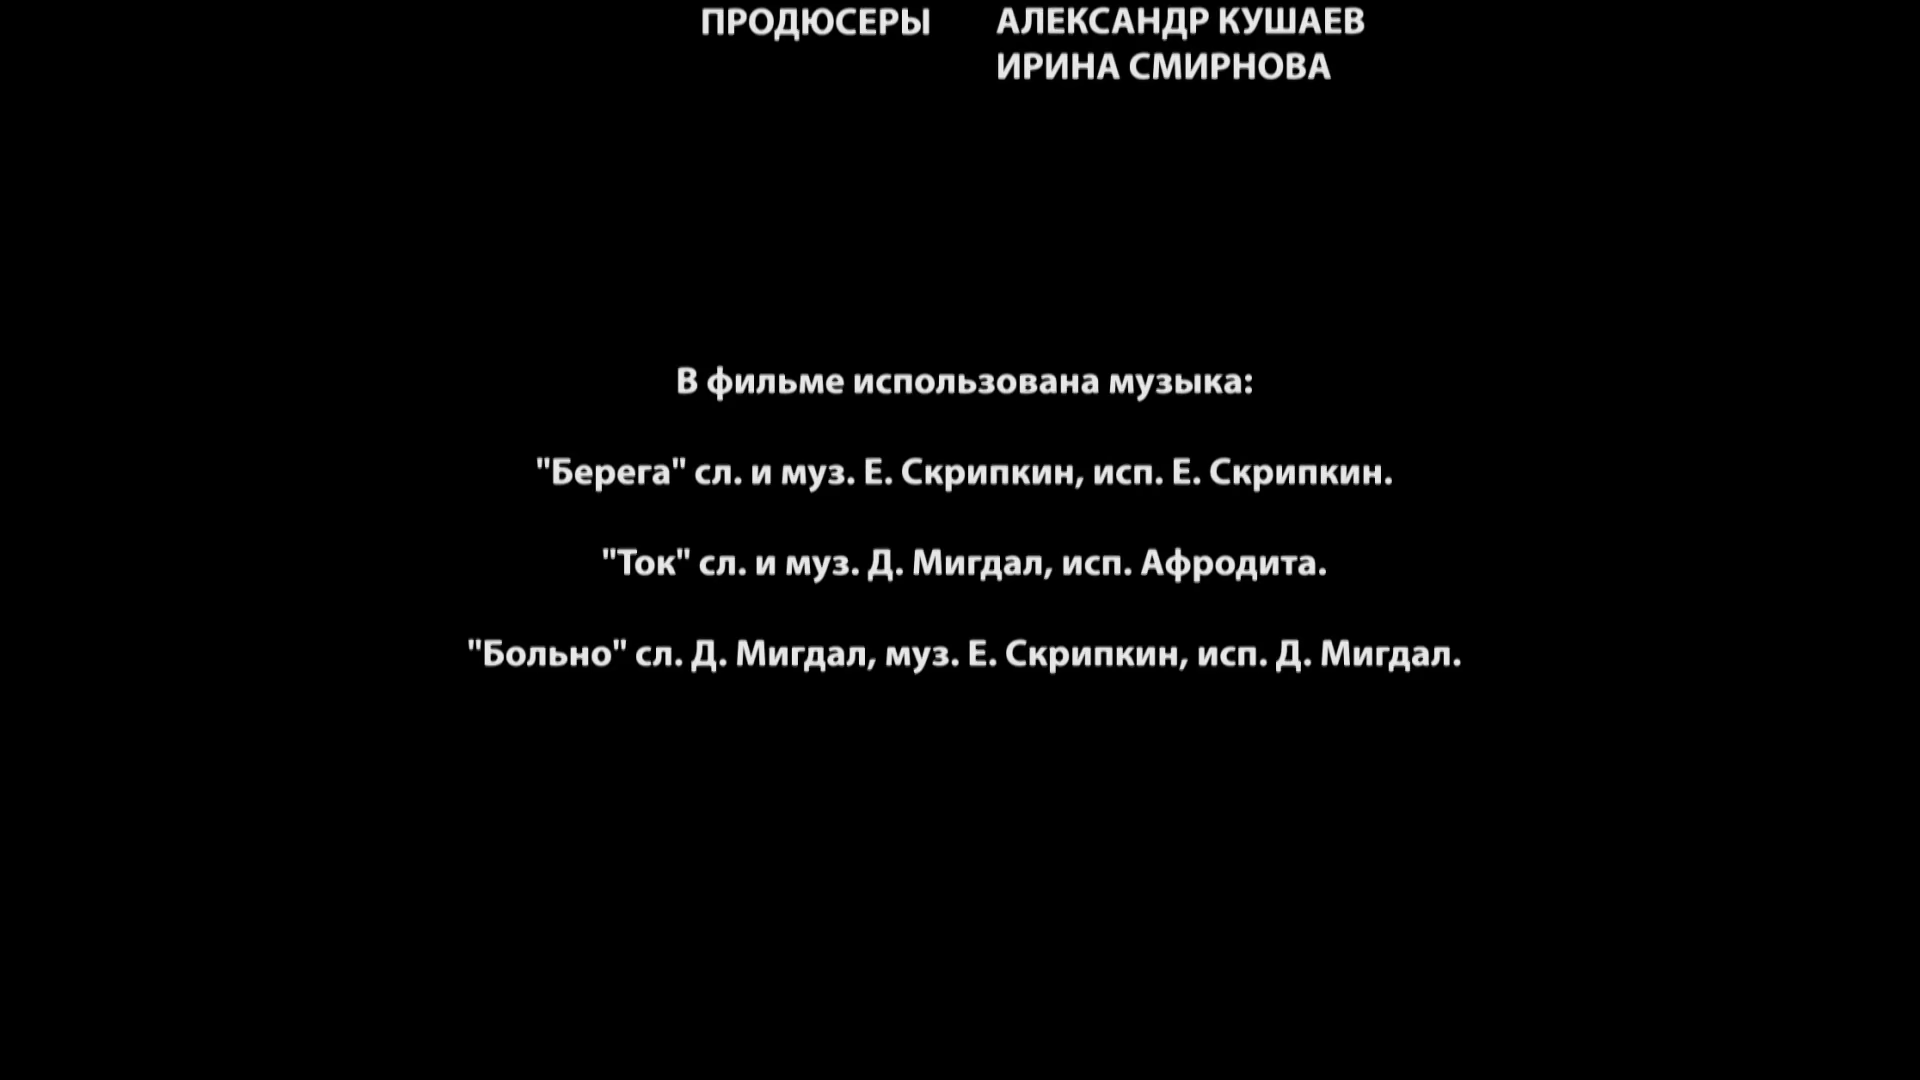 ПРОДЮСЕРЫ АЛЕКСАНДР КУШАЕВ
ИРИНА СМИРНОВА
В фильме использована музыка:
"Берега" сл. и муз. Е. Скрипкин, исп. Е. Скрипкин.
"Ток" сл. и муз. Д. Мигдал, исп. Афродита.
"Больно" сл. Д. Мигдал, муз. Е. Скрипкин, исп. Д. Мигдал.